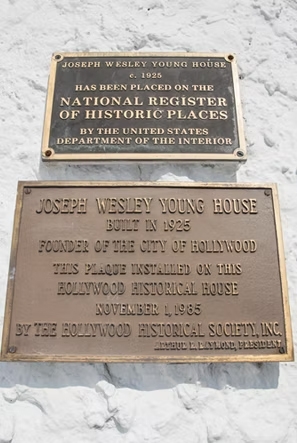 JOSEPH WESLEY YOUNG HOUSE
c. 1925
HAS BEEN PLACED ON THE
NATIONAL REGISTER
OF HISTORIC PLACES
BY THE UNITED STATES
DEPARTMENT OF THE INTERIOR
JOSEPH WESLEY YOUNG HOUSE
BUILT IN 1925
FOUNDER OF THE CITY OF HOLLYWOOD
THIS PLAQUE INSTALLED ON THIS
HOLLYWOOD HISTORICAL HOUSE
NOVEMBER 1, 1985
BY THE HOLLYWOOD HISTORICAL SOCIETY, INC.
ARTHUR RAYMOND, PRESIDENT